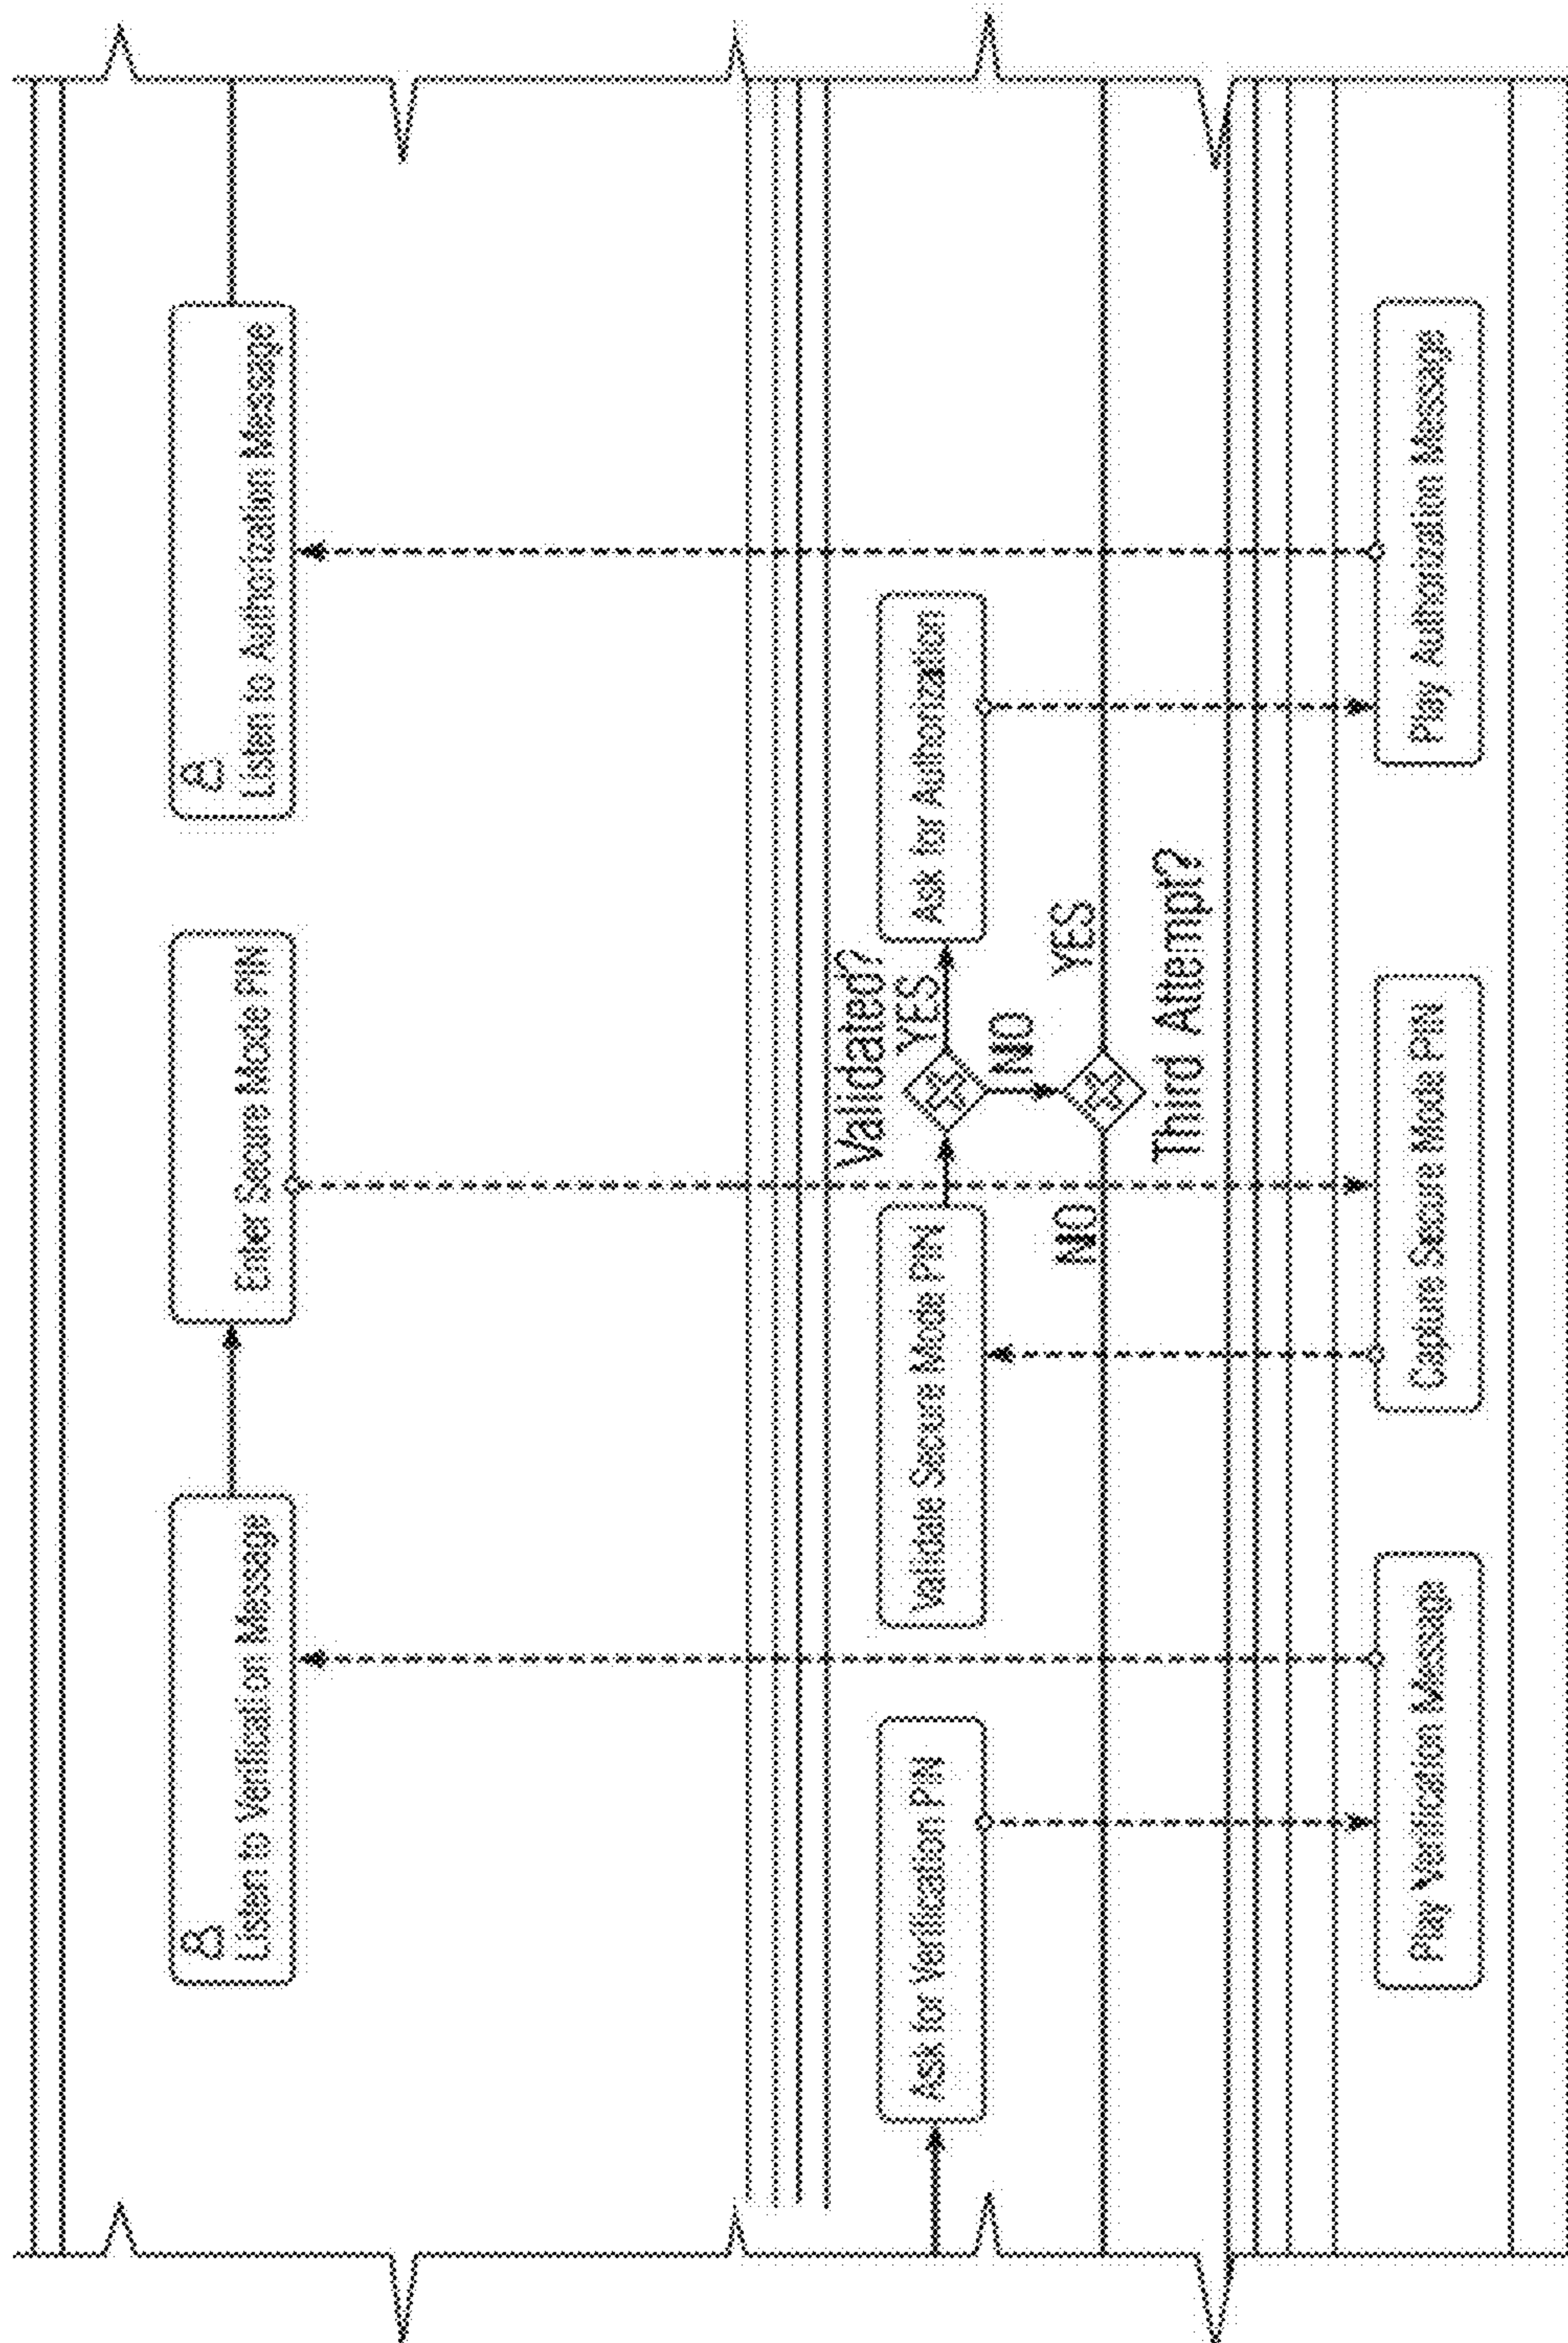 Listen to Verification Message
Enter Secure Mode PIN
Listen to Authorization Message
Ask for Verification PIN
Validate Secure Mode PIN
Validated?
YES
NO
Ask for Authorization
NO
YES
Third Attempt?
Play Verification Message
Capture Secure Mode PIN
Play Authorization Message